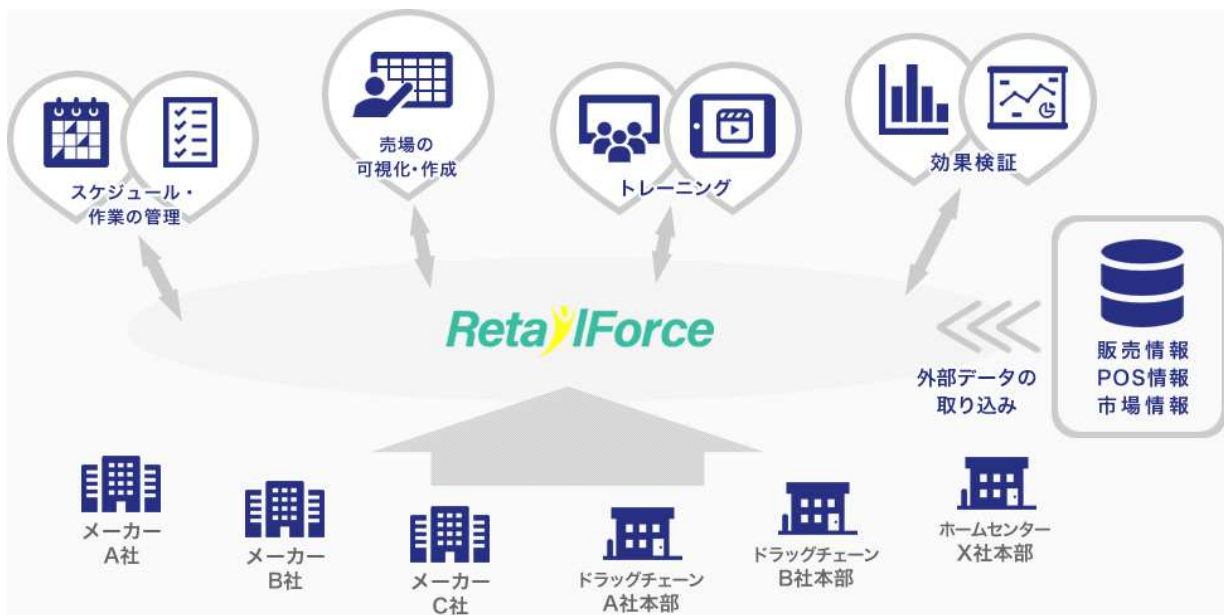 スケジュール・
作業の管理
売場の
可視化・作成
トレーニング
効果検証
RetailForce
外部データの
取り込み
販売情報
POS情報
市場情報
メーカー
A社
メーカー
B社
メーカー
C社
ドラッグチェーン
A社本部
ドラッグチェーン
B社本部
ホームセンター
X社本部